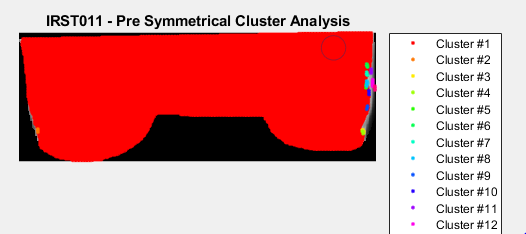 IRST011 - Pre Symmetrical Cluster Analysis
Cluster #1
Cluster #2
Cluster #3
Cluster #4
Cluster #5
Cluster #6
Cluster #7
Cluster #8
Cluster #9
Cluster #10
Cluster #11
Cluster #12